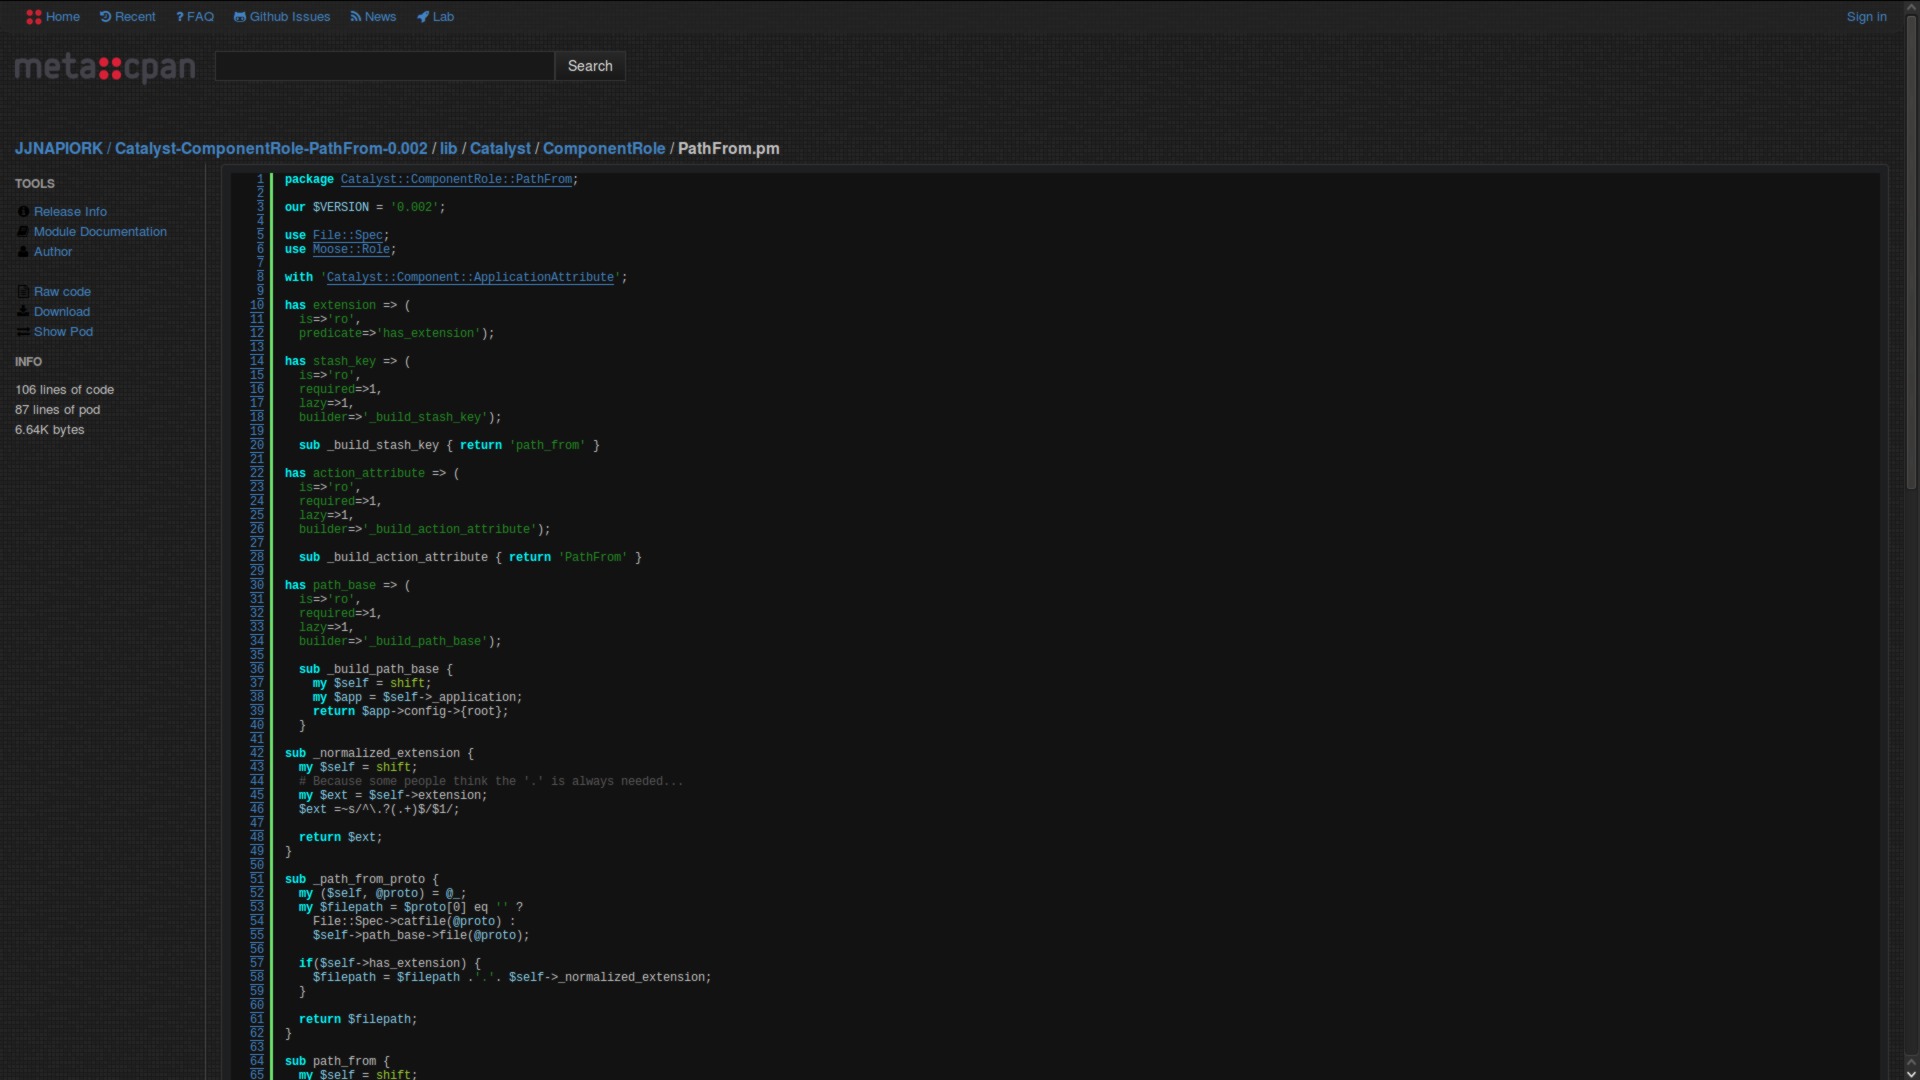 Home Recent ? FAQ Github Issues News Lab Sign in
meta::cpan Search
JJNAPIORK / Catalyst-ComponentRole-PathFrom-0.002 / lib / Catalyst / ComponentRole / PathFrom.pm
TOOLS
Release Info
Module Documentation
Author
Raw code
Download
Show Pod
INFO
106 lines of code
87 lines of pod
6.64K bytes
1 package Catalyst::ComponentRole::PathFrom;
2
3 our $VERSION = '0.002';
4
5 use File::Spec;
6 use Moose::Role;
7
8 with 'Catalyst::Component::ApplicationAttribute';
9
10 has extension => (
11   is=>'ro',
12   predicate=>'has_extension');
13
14 has stash_key => (
15   is=>'ro',
16   required=>1,
17   lazy=>1,
18   builder=>'_build_stash_key');
19
20   sub _build_stash_key { return 'path_from' }
21
22 has action_attribute => (
23   is=>'ro',
24   required=>1,
25   lazy=>1,
26   builder=>'_build_action_attribute');
27
28   sub _build_action_attribute { return 'PathFrom' }
29
30 has path_base => (
31   is=>'ro',
32   required=>1,
33   lazy=>1,
34   builder=>'_build_path_base');
35
36   sub _build_path_base {
37     my $self = shift;
38     my $app = $self->_application;
39     return $app->config->{root};
40   }
41
42 sub _normalized_extension {
43   my $self = shift;
44   # Because some people think the '.' is always needed...
45   my $ext = $self->extension;
46   $ext =~s/^\.?(.+)$/$1/;
47
48   return $ext;
49 }
50
51 sub _path_from_proto {
52   my ($self, @proto) = @_;
53   my $filepath = $proto[0] eq '' ?
54     File::Spec->catfile(@proto) :
55     $self->path_base->file(@proto);
56
57   if($self->has_extension) {
58     $filepath = $filepath .'.'. $self->_normalized_extension;
59   }
60
61   return $filepath;
62 }
63
64 sub path_from {
65   my $self = shift;